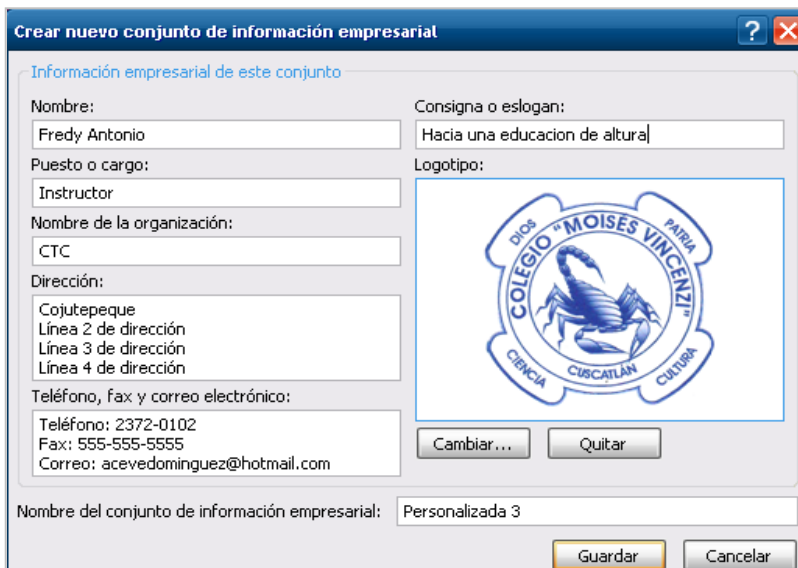 Crear nuevo conjunto de información empresarial
Información empresarial de este conjunto
Nombre:
Fredy Antonio
Puesto o cargo:
Instructor
Nombre de la organización:
CTC
Dirección:
Cojutepeque
Línea 2 de dirección
Línea 3 de dirección
Línea 4 de dirección
Teléfono, fax y correo electrónico:
Teléfono: 2372-0102
Fax: 555-555-5555
Correo: acevedominguez@hotmail.com
Consigna o eslogan:
Hacia una educacion de altura
Logotipo:
DIOS
PATRIA
COLEGIO "MOISÉS VINCENZI"
CIENCIA
CUSCATLÁN
CULTURA
Cambiar...
Quitar
Nombre del conjunto de información empresarial:
Personalizada 3
Guardar
Cancelar